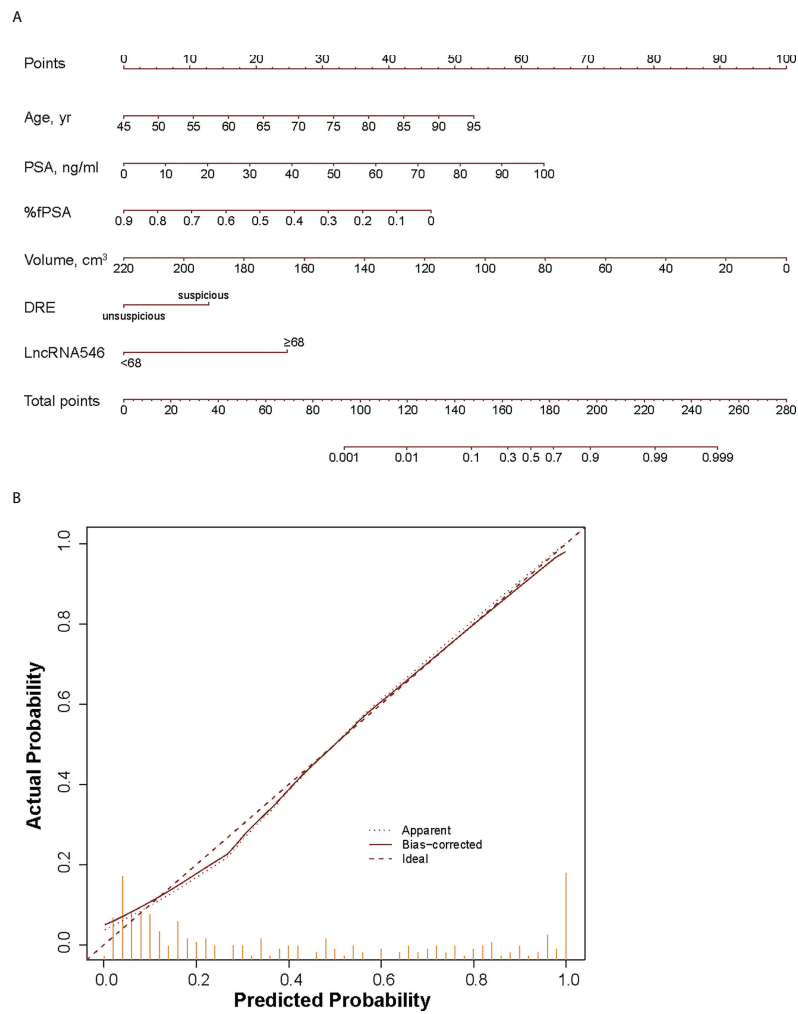 A
Points 0 10 20 30 40 50 60 70 80 90 100
Age, yr 45 50 55 60 65 70 75 80 85 90 95
PSA, ng/ml 0 10 20 30 40 50 60 70 80 90 100
%fPSA 0.9 0.8 0.7 0.6 0.5 0.4 0.3 0.2 0.1 0
Volume, cm³ 220 200 180 160 140 120 100 80 60 40 20 0
suspicious
DRE
unsuspicious
≥68
LncRNA546
<68
Total points 0 20 40 60 80 100 120 140 160 180 200 220 240 260 280
0.001 0.01 0.1 0.3 0.5 0.7 0.9 0.99 0.999
B
1.0
0.8
0.6
0.4
0.2
0.0
Actual Probability
Apparent
Bias-corrected
Ideal
0.0 0.2 0.4 0.6 0.8 1.0
Predicted Probability